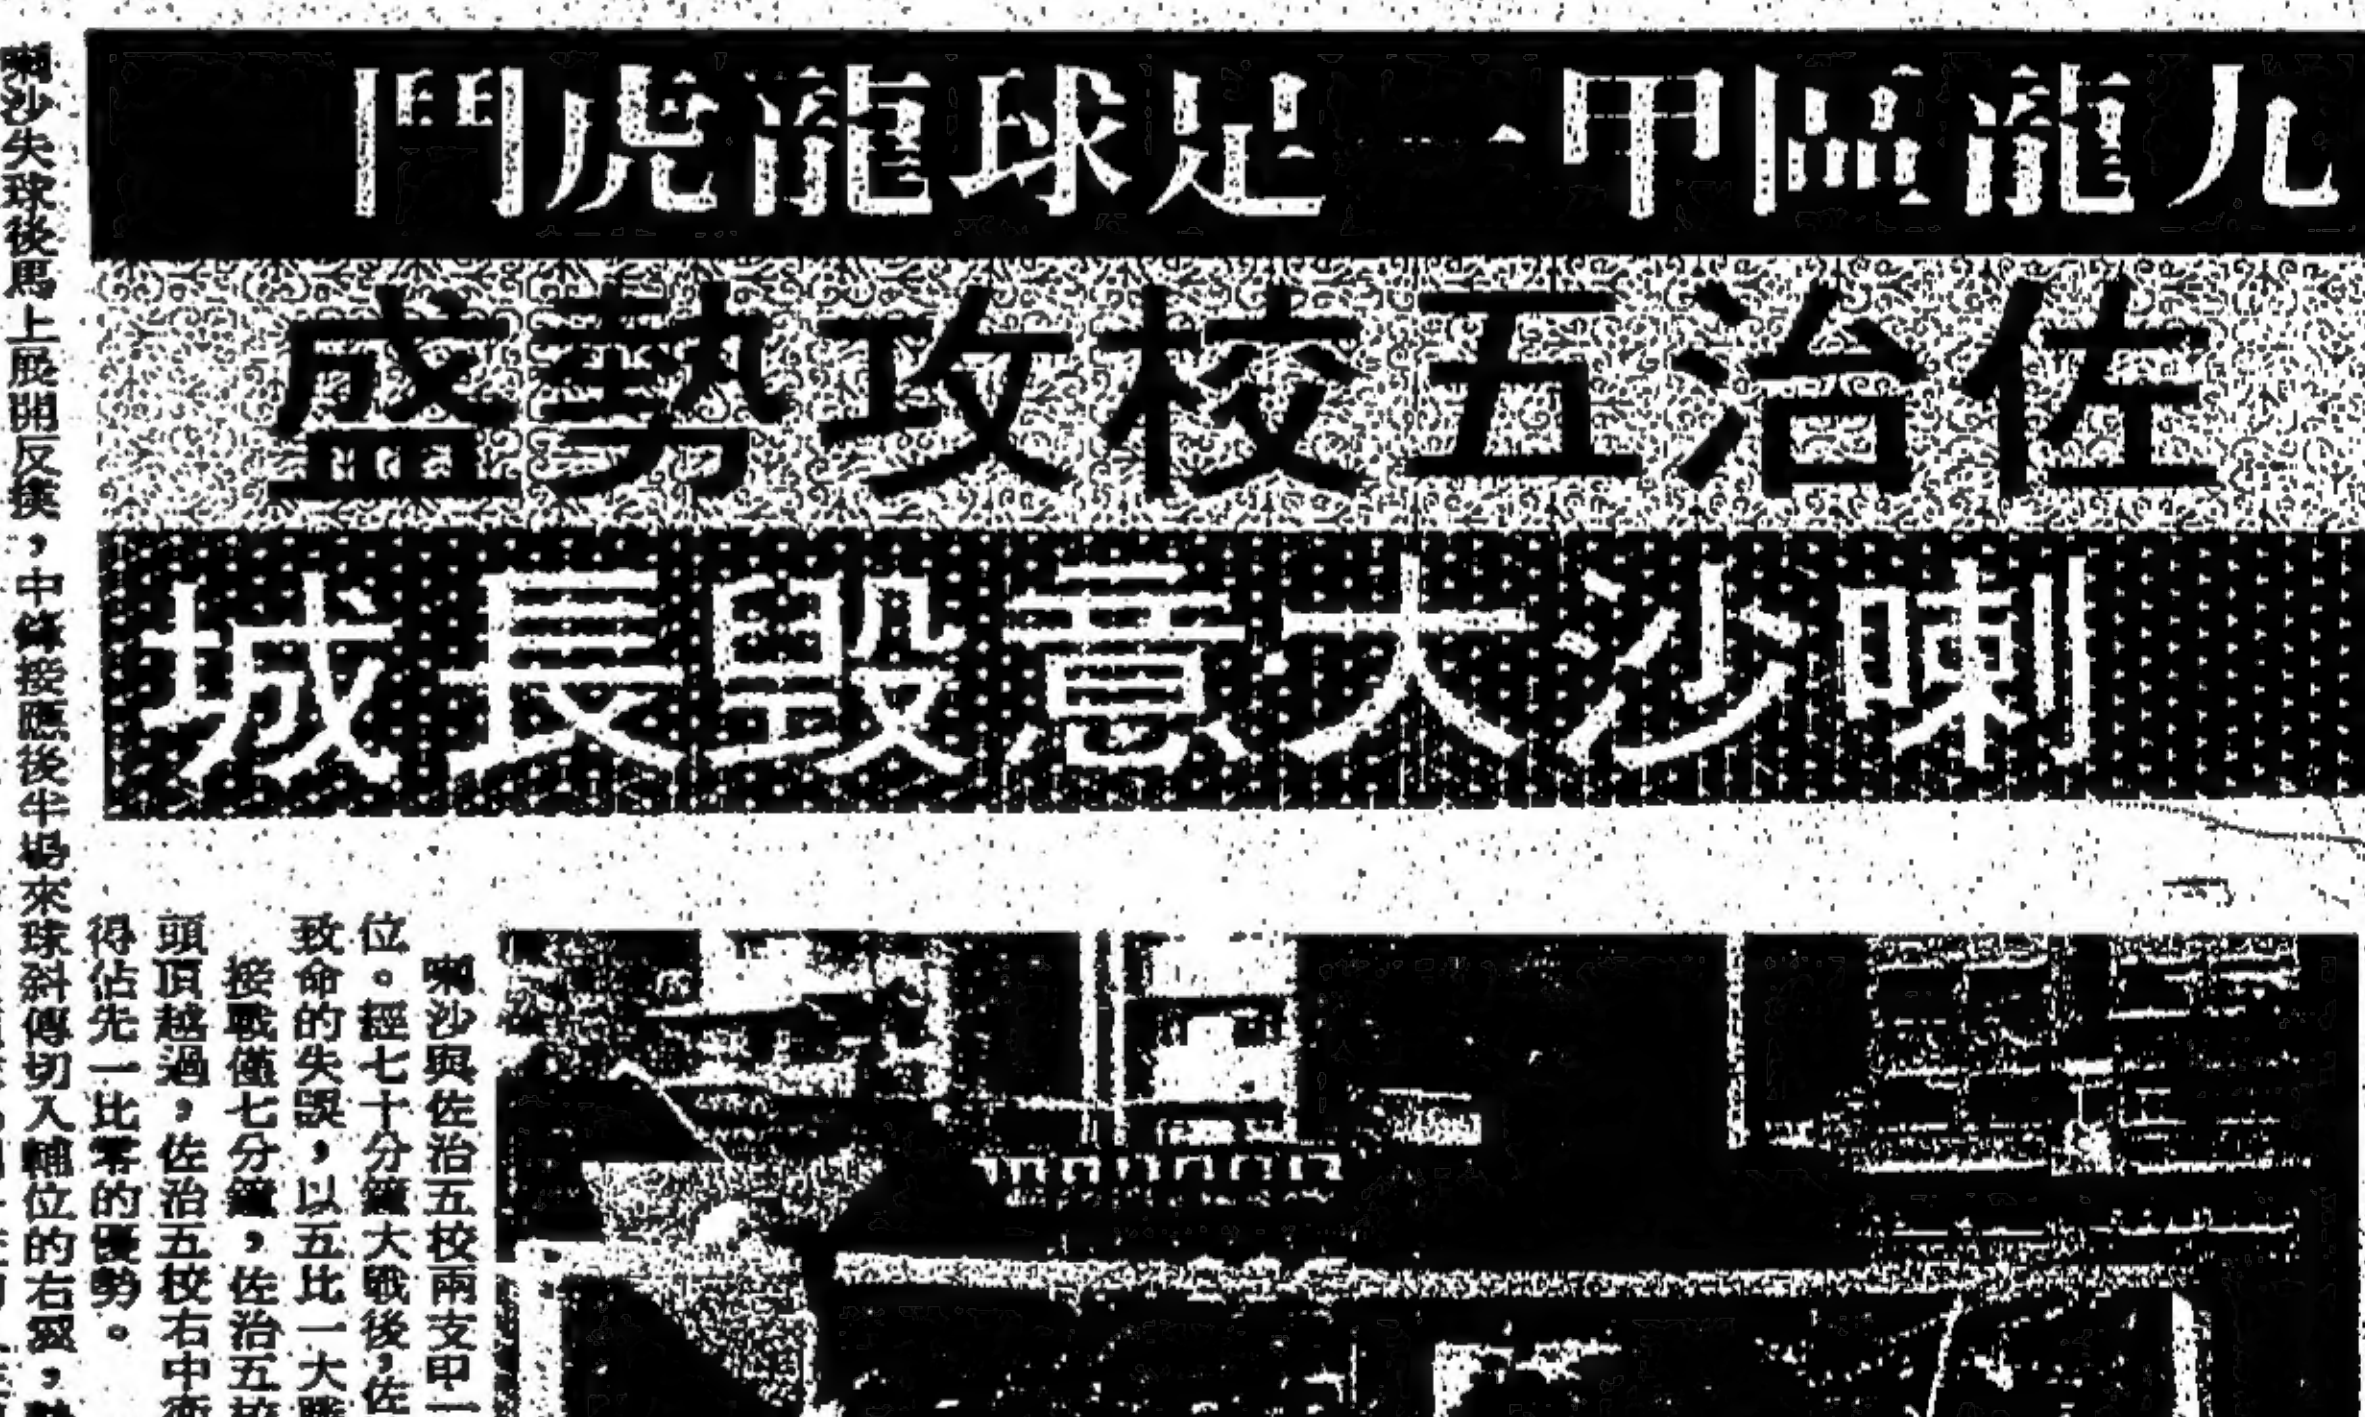 九龍區甲一足球龍虎鬥
佐治五校攻勢盛
喇沙大意毀長城
喇沙與佐治五校兩支甲一
位。經七十分鐘大戰後，佐
致命的失誤，以五比一大勝
接戰僅七分鐘，佐治五校
頭頂越過，佐治五校右中衛
得佔先一比零的優勢。
喇沙失球後馬上展開反撲，中鋒接應後半場來球斜傳切入輔位的右翼，